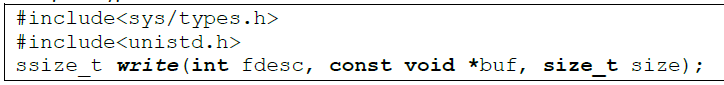 #include<sys/types.h>
#include<unistd.h>
ssize_t write(int fdesc, const void *buf, size_t size);